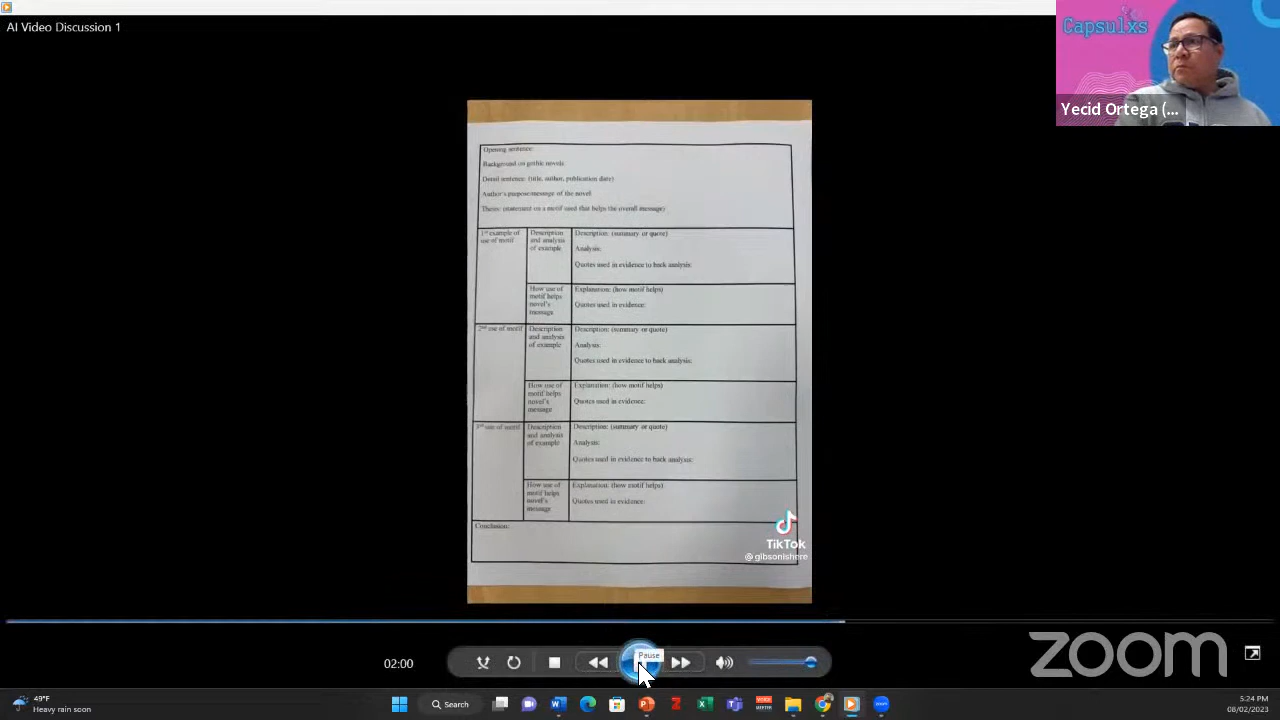 AI Video Discussion 1
Capsulxs
Yecid Ortega (...
Opening sentence:
Background on gothic novels
Detail sentence: (title, author, publication date)
Author's purpose/message of the novel
Thesis: (statement on a motif used that helps the overall message)
1st example of use of motif
Description and analysis of example
Description: (summary or quote)
Analysis:
Quotes used in evidence to back analysis:
How use of motif helps novel's message
Explanation: (how motif helps)
Quotes used in evidence:
2nd use of motif
Description and analysis of example
Description: (summary or quote)
Analysis:
Quotes used in evidence to back analysis:
How use of motif helps novel's message
Explanation: (how motif helps)
Quotes used in evidence:
3rd use of motif
Description and analysis of example
Description: (summary or quote)
Analysis:
Quotes used in evidence to back analysis:
How use of motif helps novel's message
Explanation: (how motif helps)
Quotes used in evidence:
Conclusion:
TikTok
@gibsonishere
02:00
Pause
zoom
49°F
Heavy rain soon
Search
5:24 PM
08/02/2023